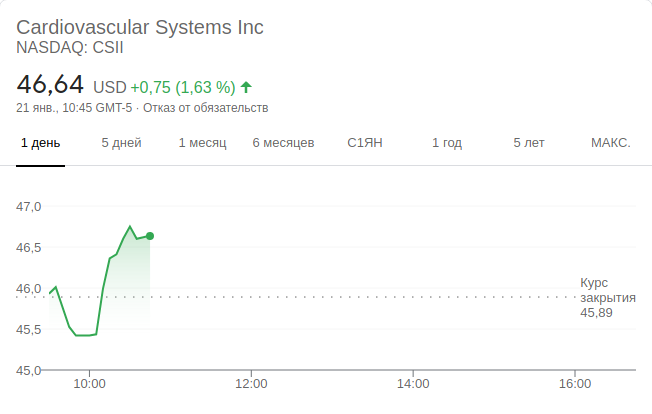 Cardiovascular Systems Inc
NASDAQ: CSII
46,64 USD +0,75 (1,63 %)
21 янв., 10:45 GMT-5 · Отказ от обязательств
1 день 5 дней 1 месяц 6 месяцев С1ЯН 1 год 5 лет МАКС.
47,0
46,5
46,0
Курс
закрытия
45,89
45,5
45,0
10:00 12:00 14:00 16:00